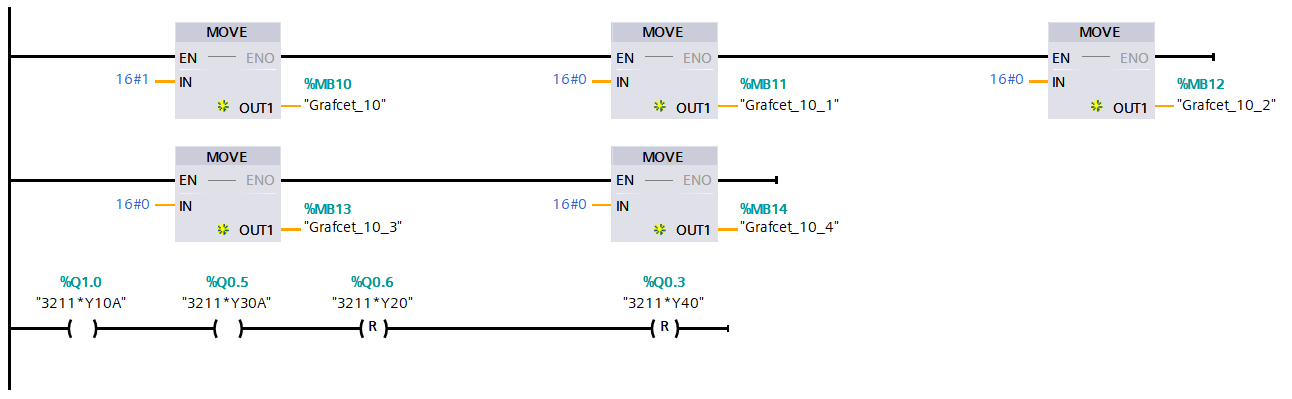 MOVE MOVE MOVE
EN ENO EN ENO EN ENO
16#1 IN %MB10 16#0 IN %MB11 16#0 IN %MB12
OUT1 "Grafcet_10" OUT1 "Grafcet_10_1" OUT1 "Grafcet_10_2"
MOVE MOVE
EN ENO EN ENO
16#0 IN %MB13 16#0 IN %MB14
OUT1 "Grafcet_10_3" OUT1 "Grafcet_10_4"
%Q1.0 %Q0.5 %Q0.6 %Q0.3
"3211*Y10A" "3211*Y30A" "3211*Y20" "3211*Y40"
R R